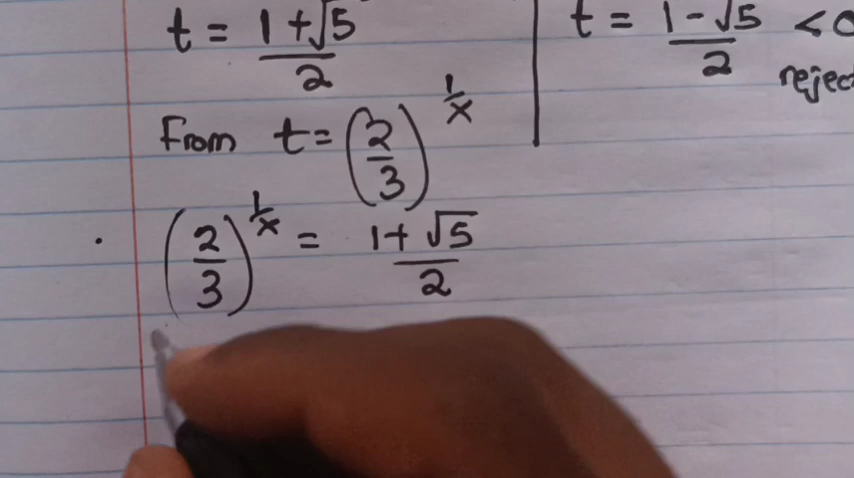 t = (1 + √5)/2 | t = (1 - √5)/2 < 0
reject
From t = (2/3)^(1/x)
(2/3)^(1/x) = (1 + √5)/2